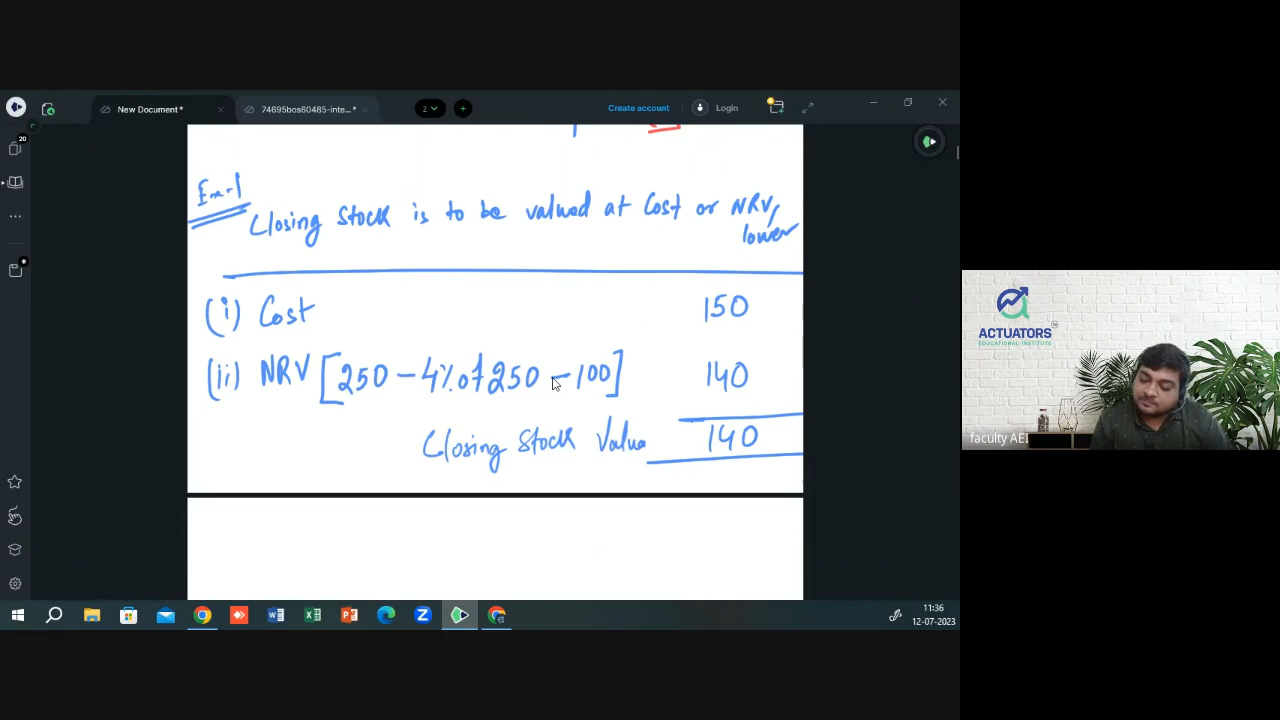 New Document*
74695bos60485-inte...*
2
Create account
Login
20
Ex-1
Closing stock is to be valued at Cost or NRV,
lower
(i) Cost 150
(ii) NRV [250 - 4% of 250 - 100] 140
Closing stock Value 140
ACTUATORS
EDUCATIONAL INSTITUTE
faculty AEI
11:36
12-07-2023